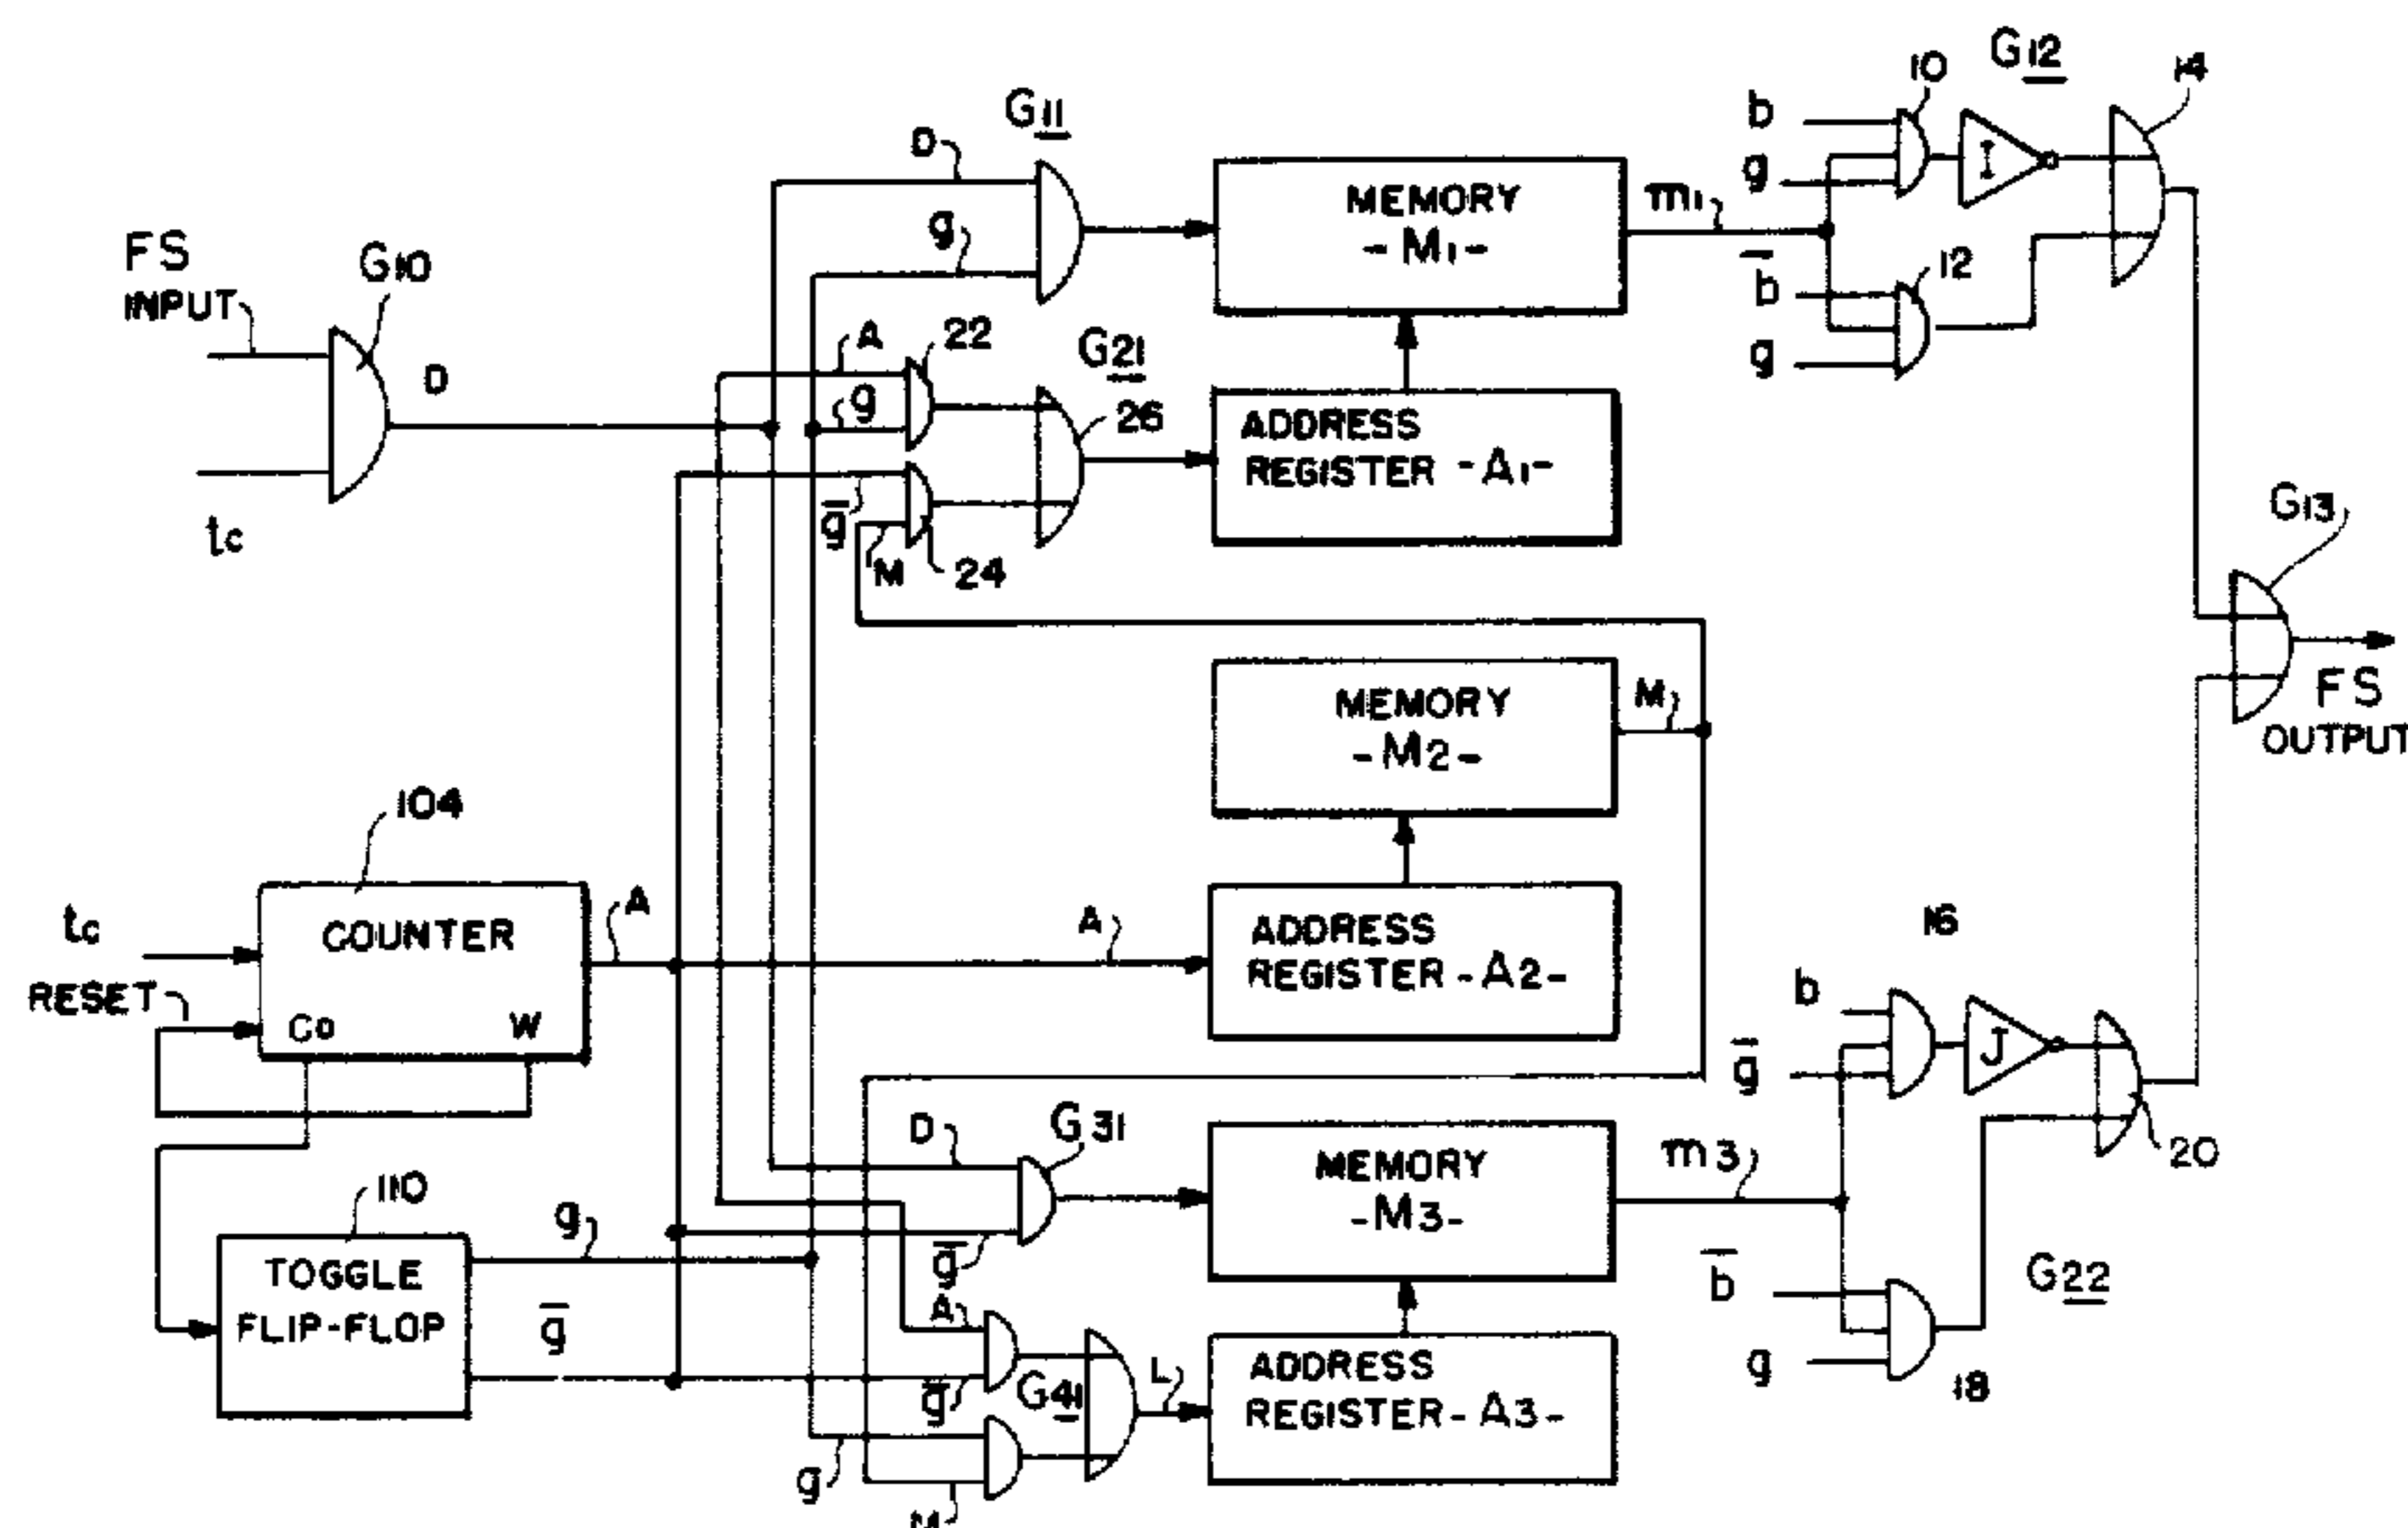 FS
INPUT
G10
D
tc
D
G11
g
A
22
g
G21
26
g
M
24
MEMORY
- M1 -
m1
ADDRESS
REGISTER - A1 -
b
10
G12
14
g
I
b
12
g
G13
FS
OUTPUT
MEMORY
- M2 -
M
104
tc
COUNTER
A
A
RESET
Co
W
ADDRESS
REGISTER - A2 -
16
b
g
J
20
110
TOGGLE
FLIP-FLOP
g
g
D
G31
g
A
g
G41
L
g
M
MEMORY
- M3 -
m3
ADDRESS
REGISTER - A3 -
b
G22
g
18